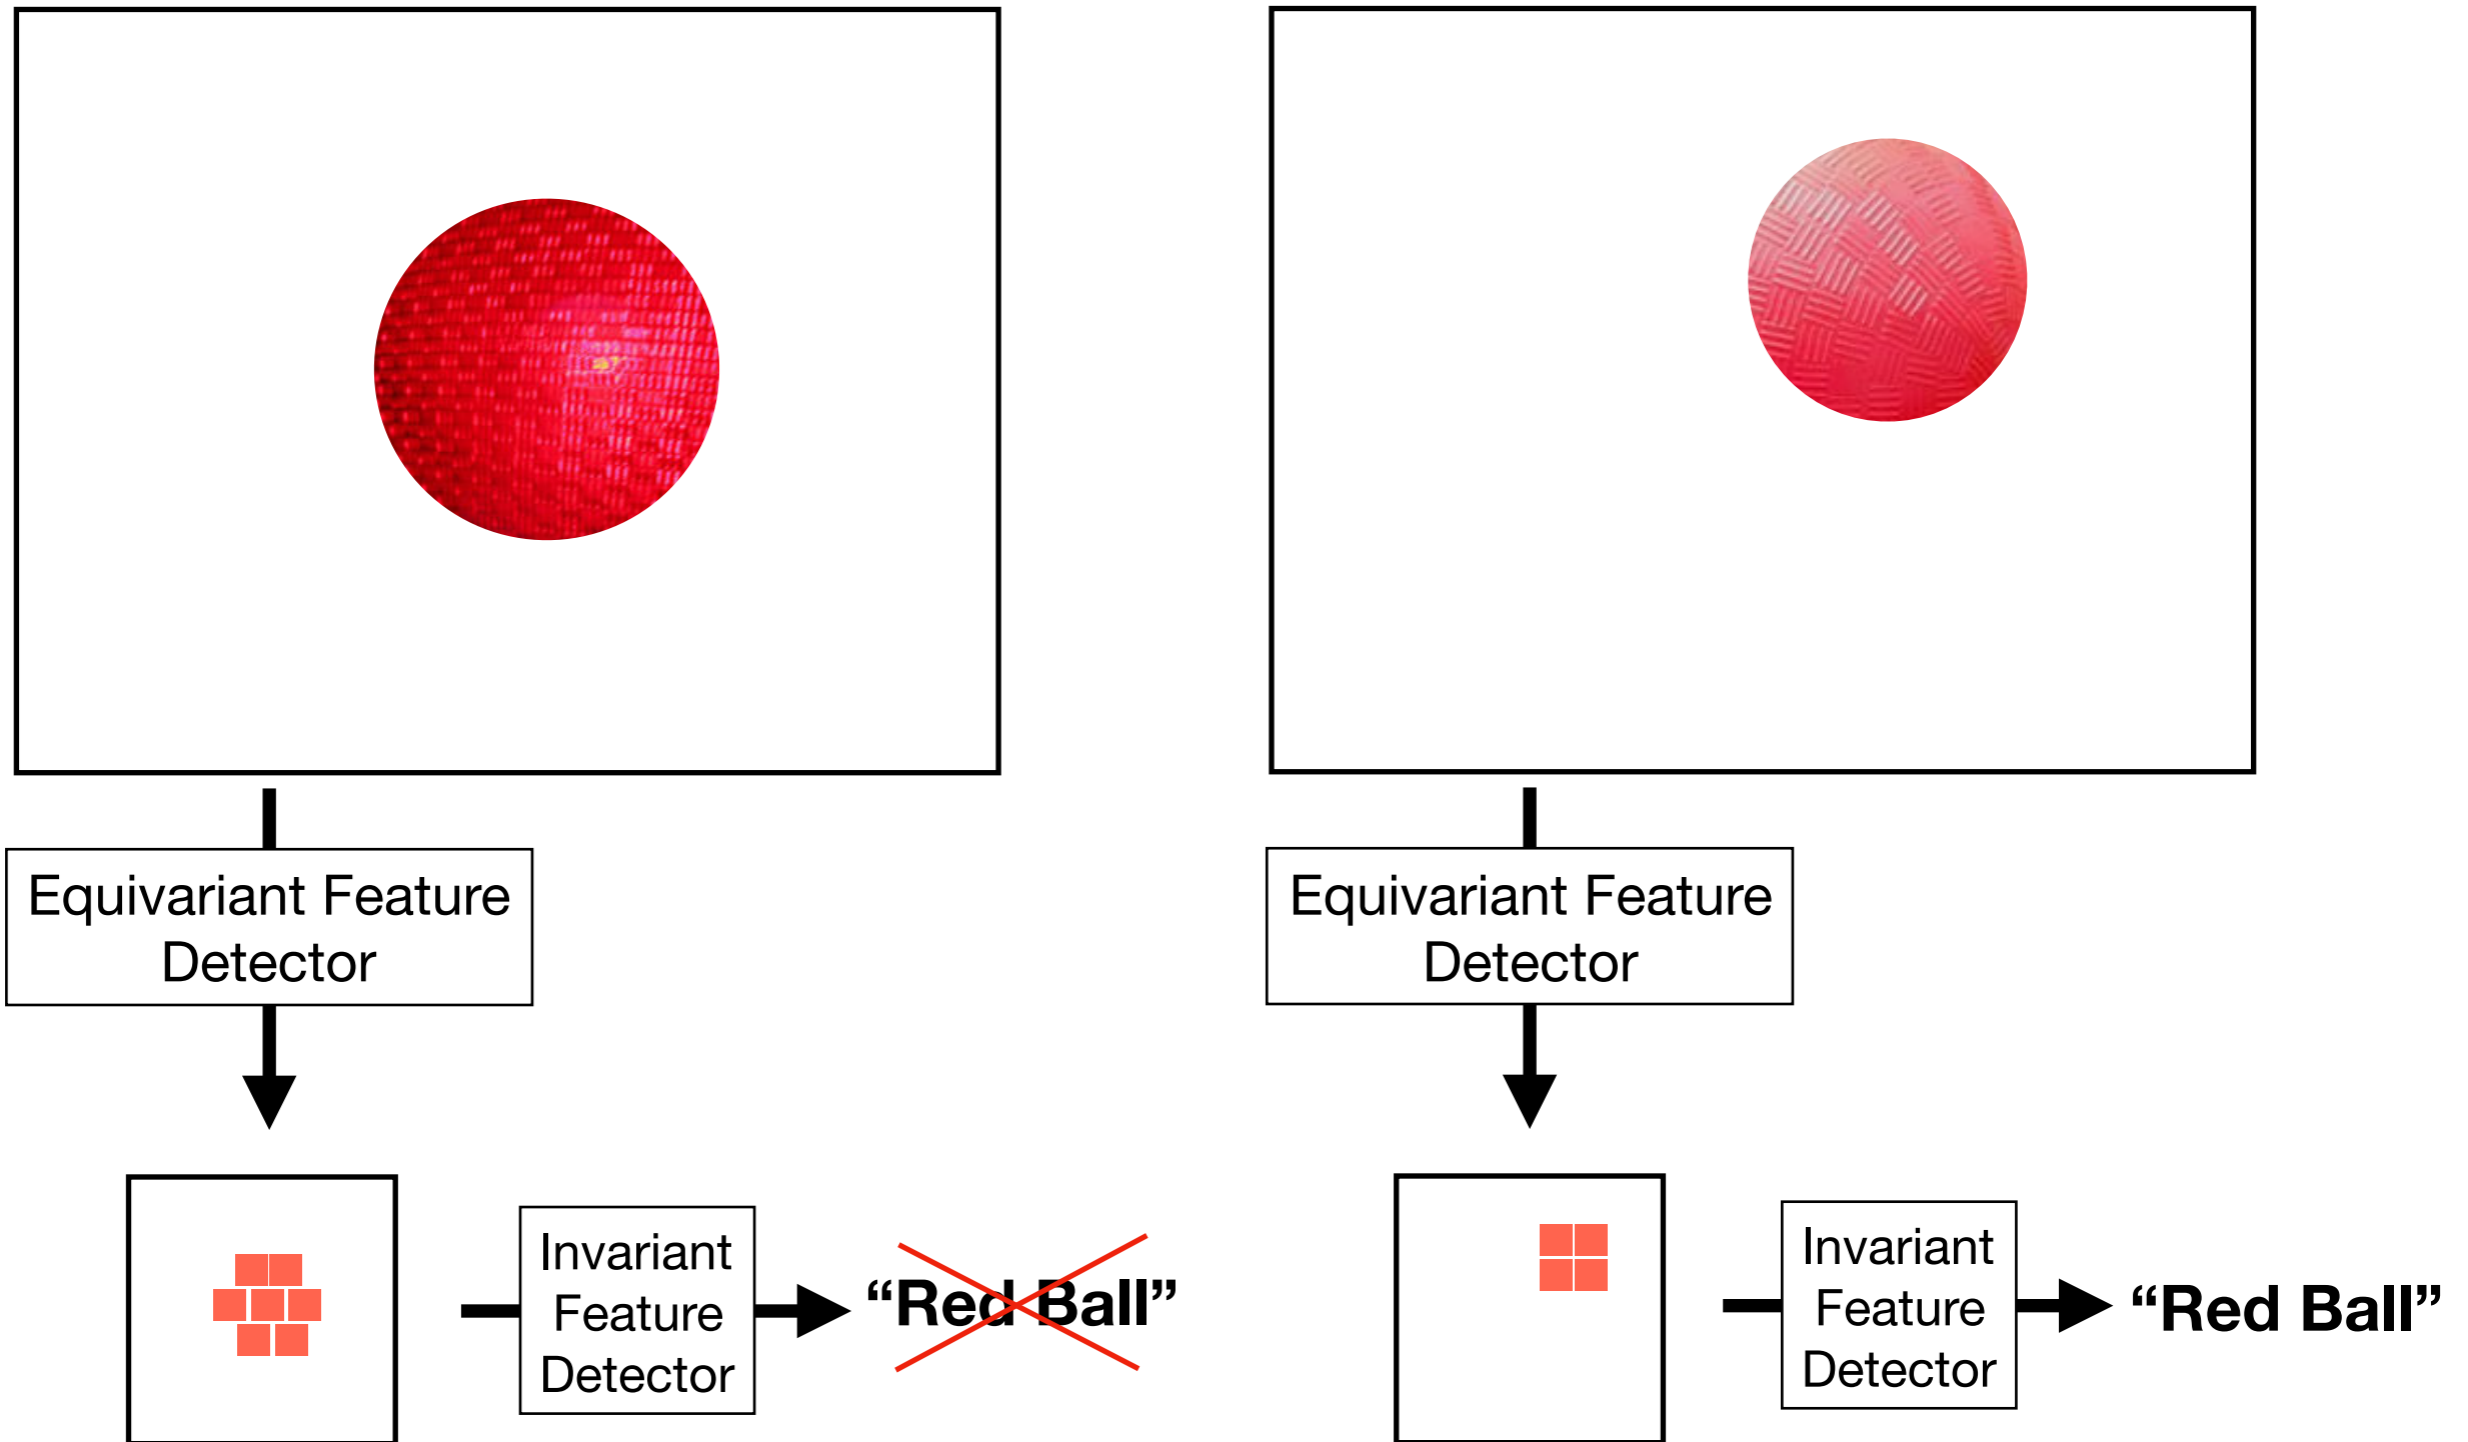 Equivariant Feature
Detector
Equivariant Feature
Detector
Invariant
Feature
Detector
“Red Ball”
Invariant
Feature
Detector
“Red Ball”